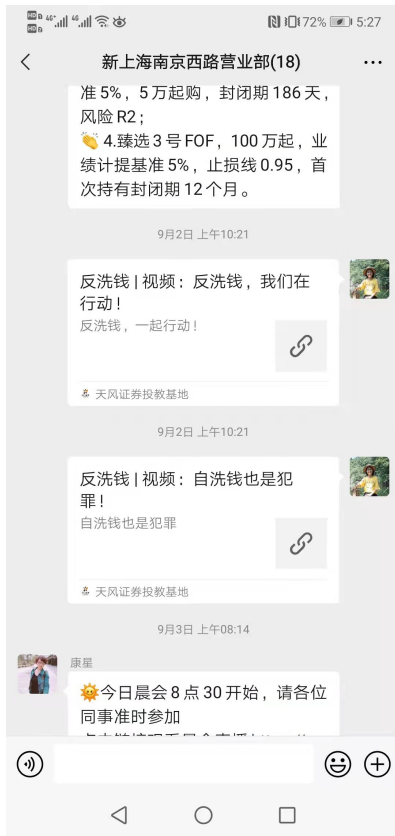 72%
5:27
新上海南京西路营业部(18)
准 5%，5 万起购，封闭期 186 天，
风险 R2；
4.臻选 3 号 FOF，100 万起，业
绩计提基准 5%，止损线 0.95，首
次持有封闭期 12 个月。
9月2日 上午10:21
反洗钱 | 视频：反洗钱，我们在
行动！
反洗钱，一起行动！
天风证券投教基地
9月2日 上午10:21
反洗钱 | 视频：自洗钱也是犯
罪！
自洗钱也是犯罪
天风证券投教基地
9月3日 上午08:14
康星
今日晨会 8 点 30 开始，请各位
同事准时参加